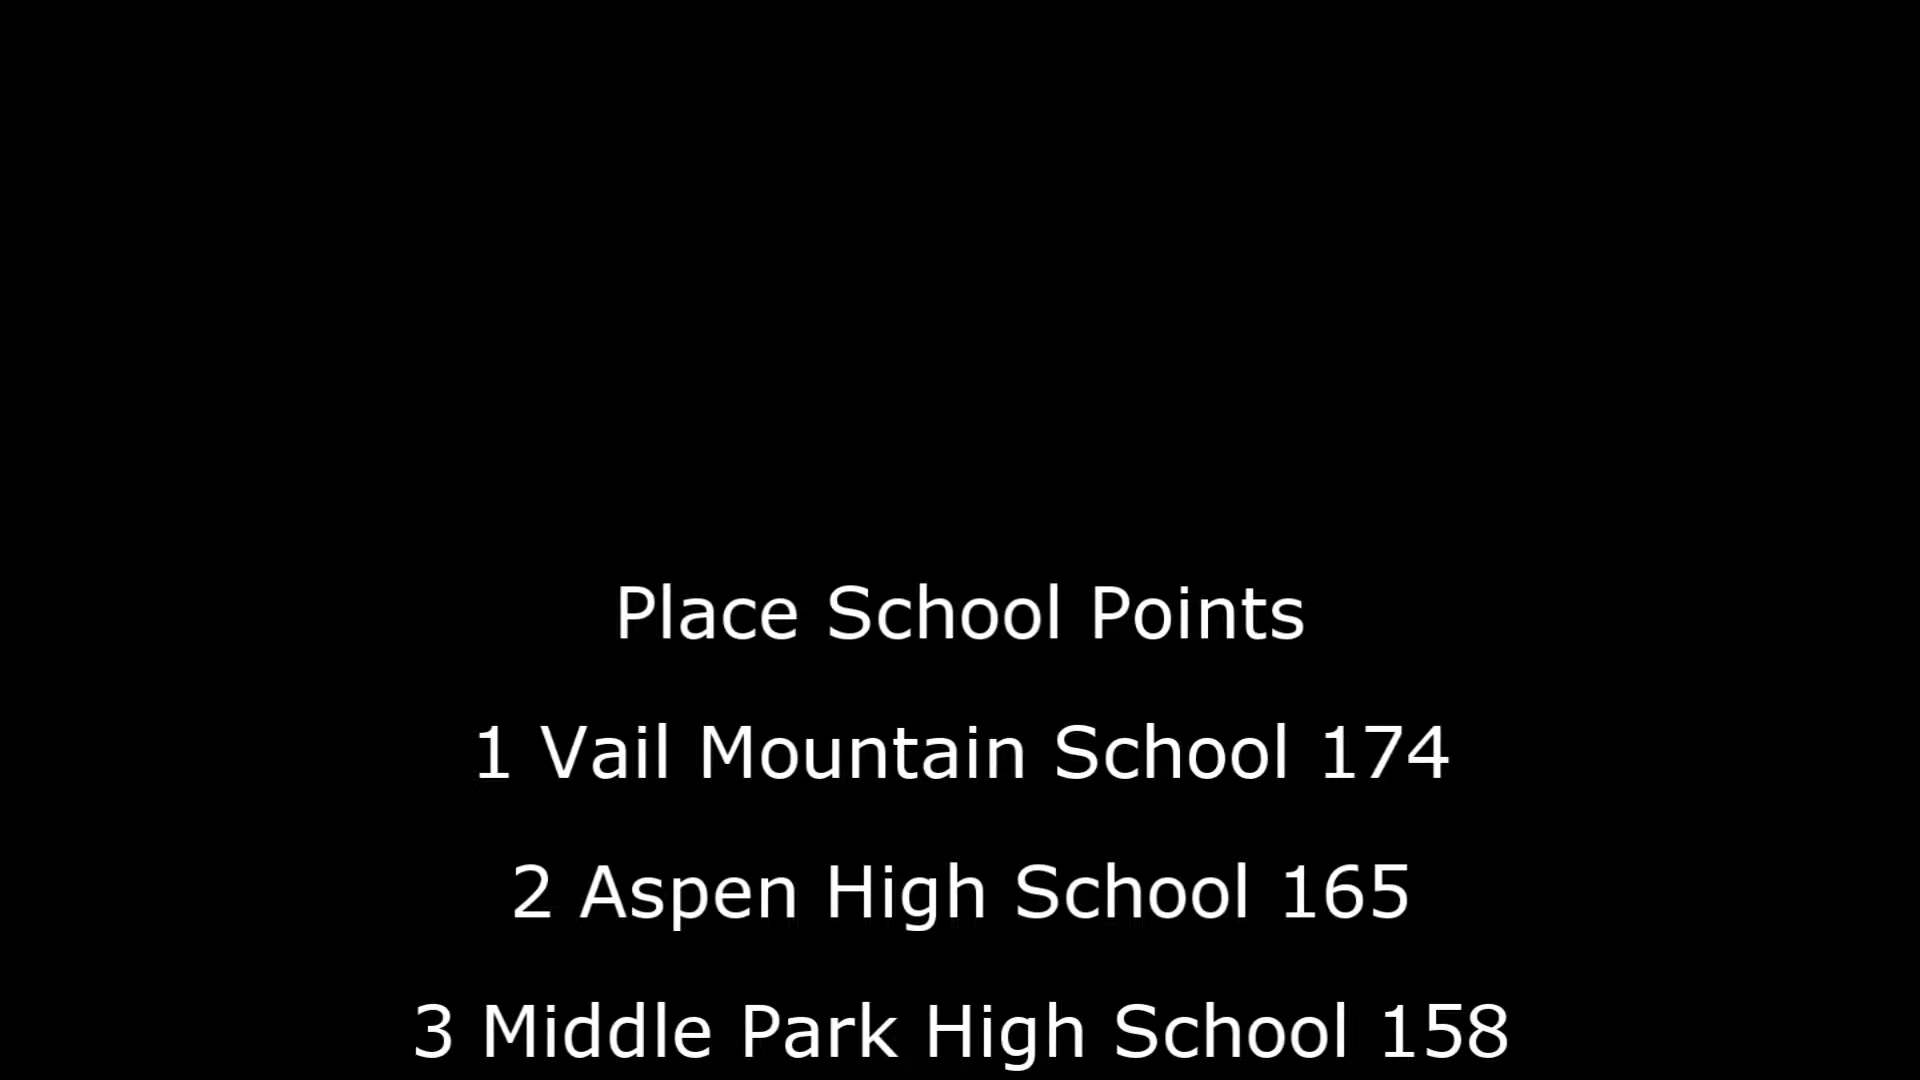 Place School Points
1 Vail Mountain School 174
2 Aspen High School 165
3 Middle Park High School 158